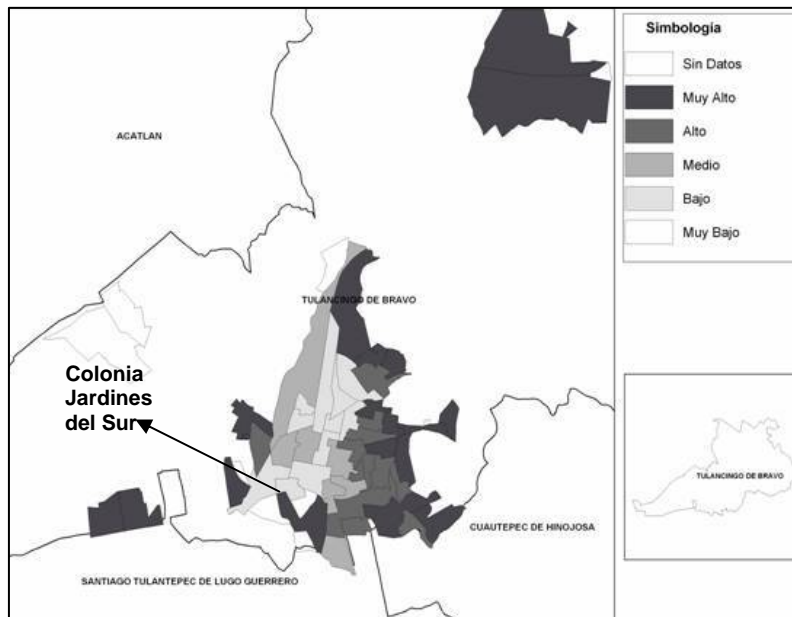 Simbología
Sin Datos
Muy Alto
Alto
Medio
Bajo
Muy Bajo
ACATLAN
TULANCINGO DE BRAVO
Colonia
Jardines
del Sur
TULANCINGO DE BRAVO
CUAUTEPEC DE HINOJOSA
SANTIAGO TULANTEPEC DE LUGO GUERRERO